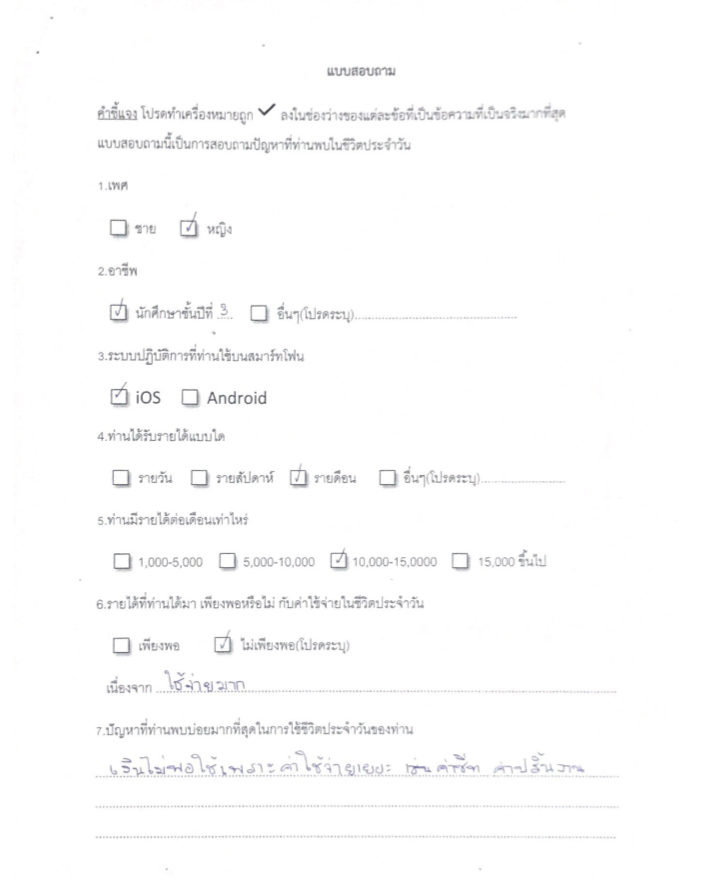 แบบสอบถาม
คำชี้แจง โปรดทำเครื่องหมายถูก ✓ ลงในช่องว่างของแต่ละข้อที่เป็นข้อความที่เป็นจริงมากที่สุด
แบบสอบถามนี้เป็นการสอบถามปัญหาที่ท่านพบในชีวิตประจำวัน
1.เพศ
☐ ชาย ☑ หญิง
2.อาชีพ
☑ นักศึกษาชั้นปีที่ 3 ☐ อื่นๆ(โปรดระบุ)
3.ระบบปฏิบัติการที่ท่านใช้บนสมาร์ทโฟน
☑ iOS ☐ Android
4.ท่านได้รับรายได้แบบใด
☐ รายวัน ☐ รายสัปดาห์ ☑ รายดือน ☐ อื่นๆ(โปรดระบุ)
5.ท่านมีรายได้ต่อเดือนเท่าไหร่
☐ 1,000-5,000 ☐ 5,000-10,000 ☑ 10,000-15,0000 ☐ 15,000 ขึ้นไป
6.รายได้ที่ท่านได้มา เพียงพอหรือไม่ กับค่าใช้จ่ายในชีวิตประจำวัน
☐ เพียงพอ ☑ ไม่เพียงพอ(โปรดระบุ)
เนื่องจาก ใช้จ่ายมาก
7.ปัญหาที่ท่านพบบ่อยมากที่สุดในการใช้ชีวิตประจำวันของท่าน
เงินไม่พอใช้เพราะค่าใช้จ่ายเยอะ เช่น ค่าชีท ค่าปริ้นงาน